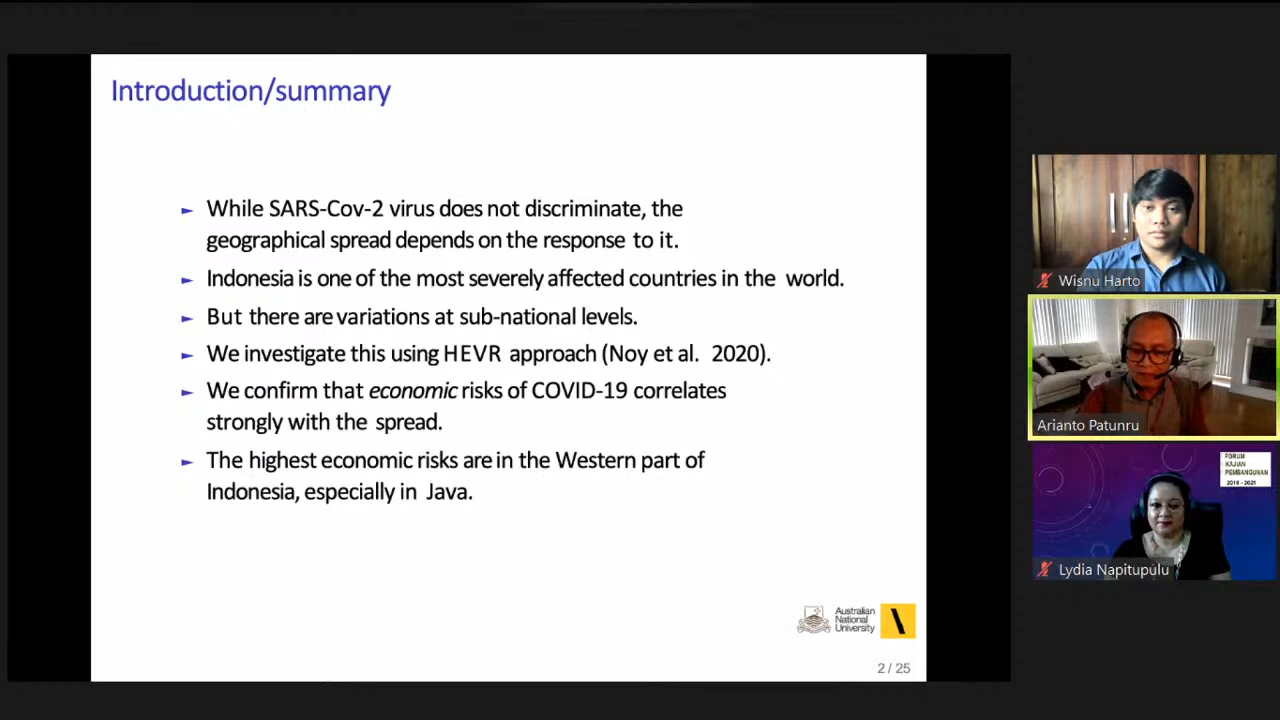 Introduction/summary
► While SARS-Cov-2 virus does not discriminate, the
geographical spread depends on the response to it.
► Indonesia is one of the most severely affected countries in the world.
► But there are variations at sub-national levels.
► We investigate this using HEVR approach (Noy et al. 2020).
► We confirm that economic risks of COVID-19 correlates
strongly with the spread.
► The highest economic risks are in the Western part of
Indonesia, especially in Java.
Australian
National
University
2 / 25
Wisnu Harto
Arianto Patunru
FORUM
KAJIAN
PEMBANGUNAN
2010 - 2021
Lydia Napitupulu